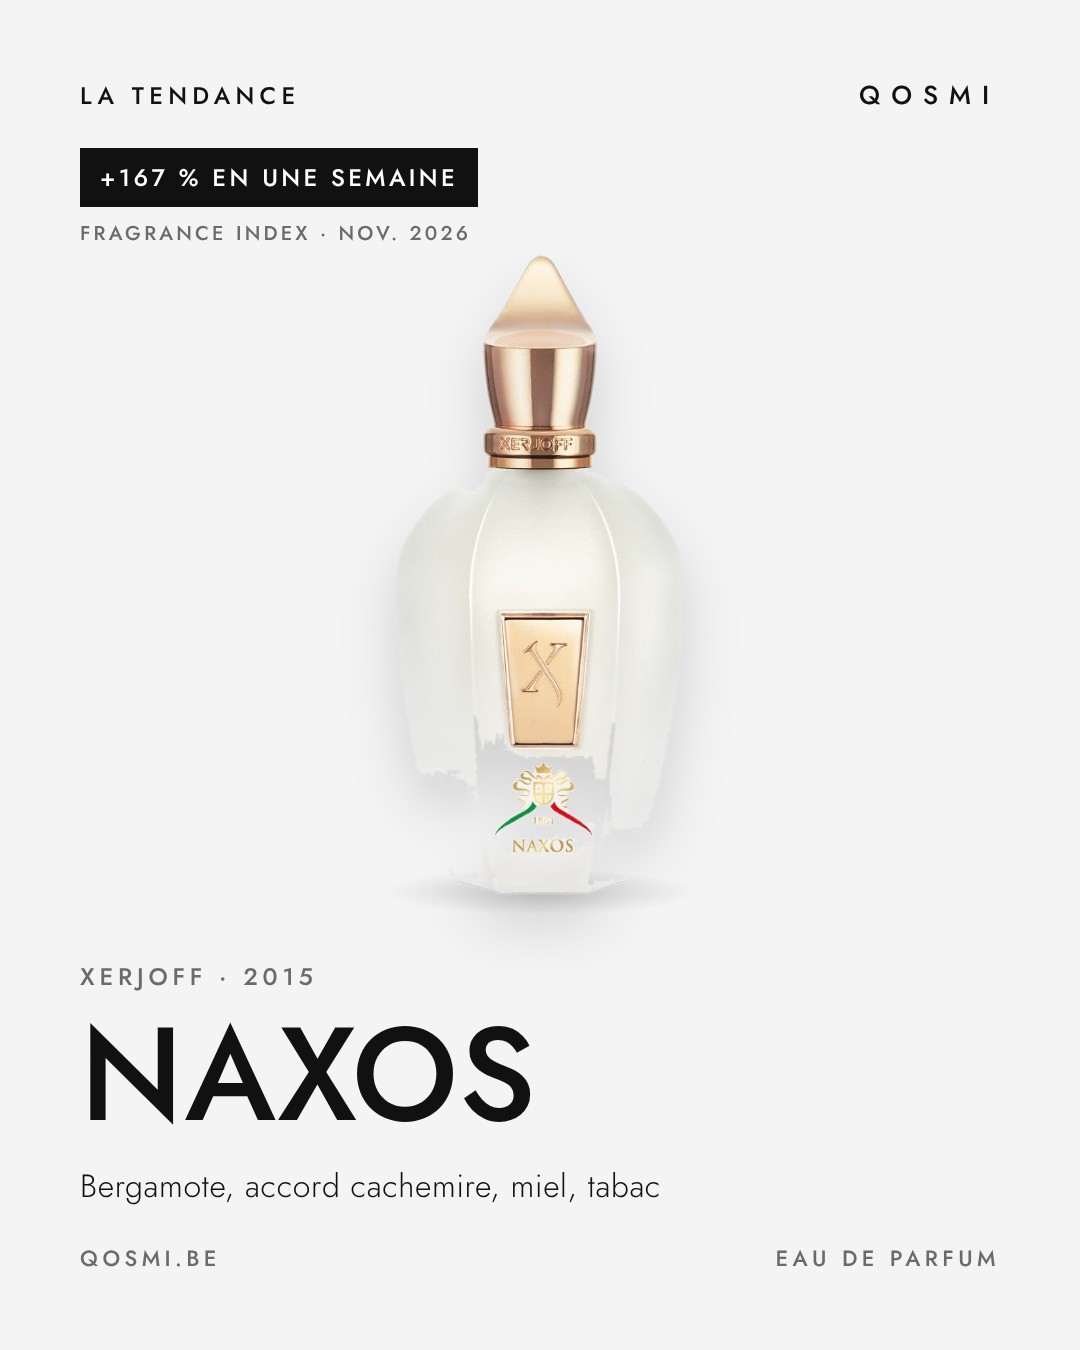 LA TENDANCE
QOSMI
+167 % EN UNE SEMAINE
FRAGRANCE INDEX · NOV. 2026
XERJOFF
X
NAXOS
XERJOFF · 2015
NAXOS
Bergamote, accord cachemire, miel, tabac
QOSMI.BE
EAU DE PARFUM